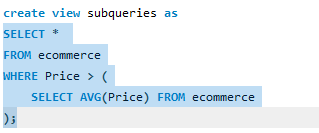 create view subqueries as
SELECT *
FROM ecommerce
WHERE Price > (
    SELECT AVG(Price) FROM ecommerce
);